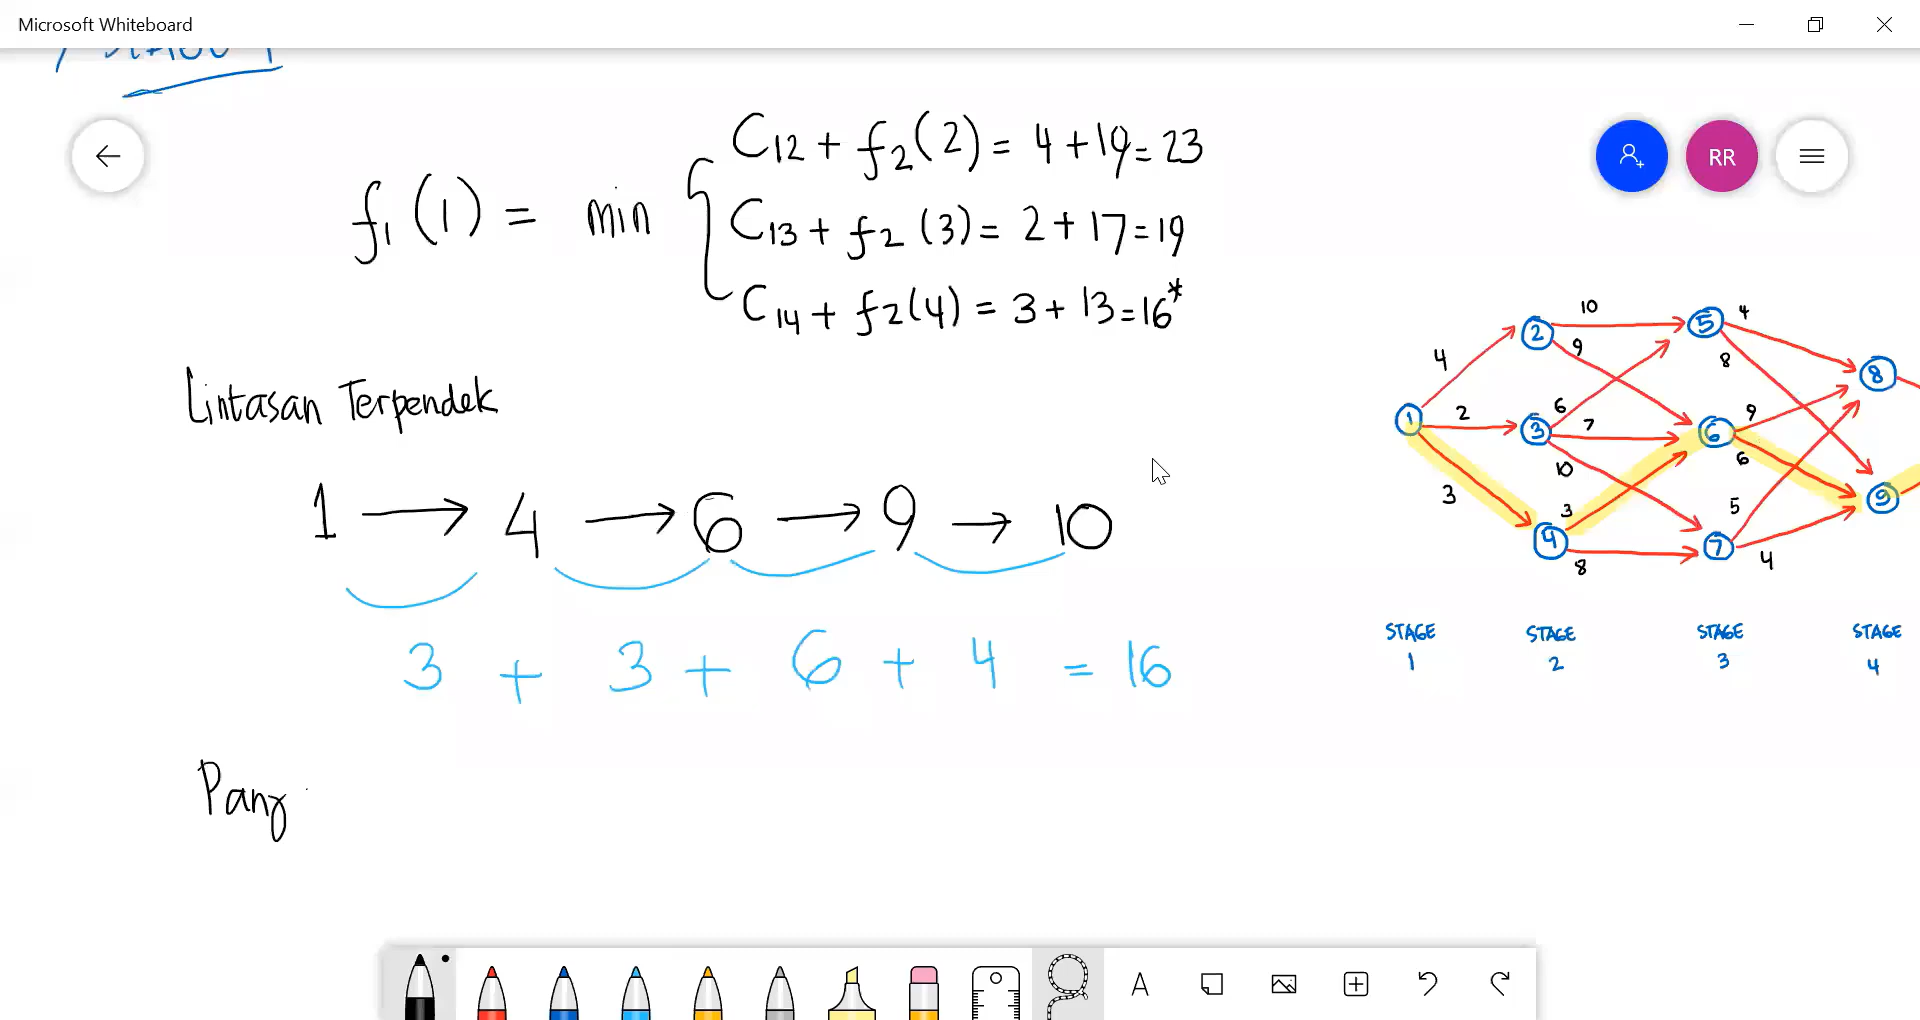 Microsoft Whiteboard
C12 + f2(2) = 4 + 19 = 23
f1(1) = min
C13 + f2(3) = 2 + 17 = 19
C14 + f2(4) = 3 + 13 = 16*
RR
Lintasan Terpendek
1 → 4 → 6 → 9 → 10
3 + 3 + 6 + 4 = 16
Panj
10
4
2
5
4
9
8
8
1
2
3
6
7
6
9
10
6
3
3
5
9
4
7
4
8
STAGE 1
STAGE 2
STAGE 3
STAGE 4
A